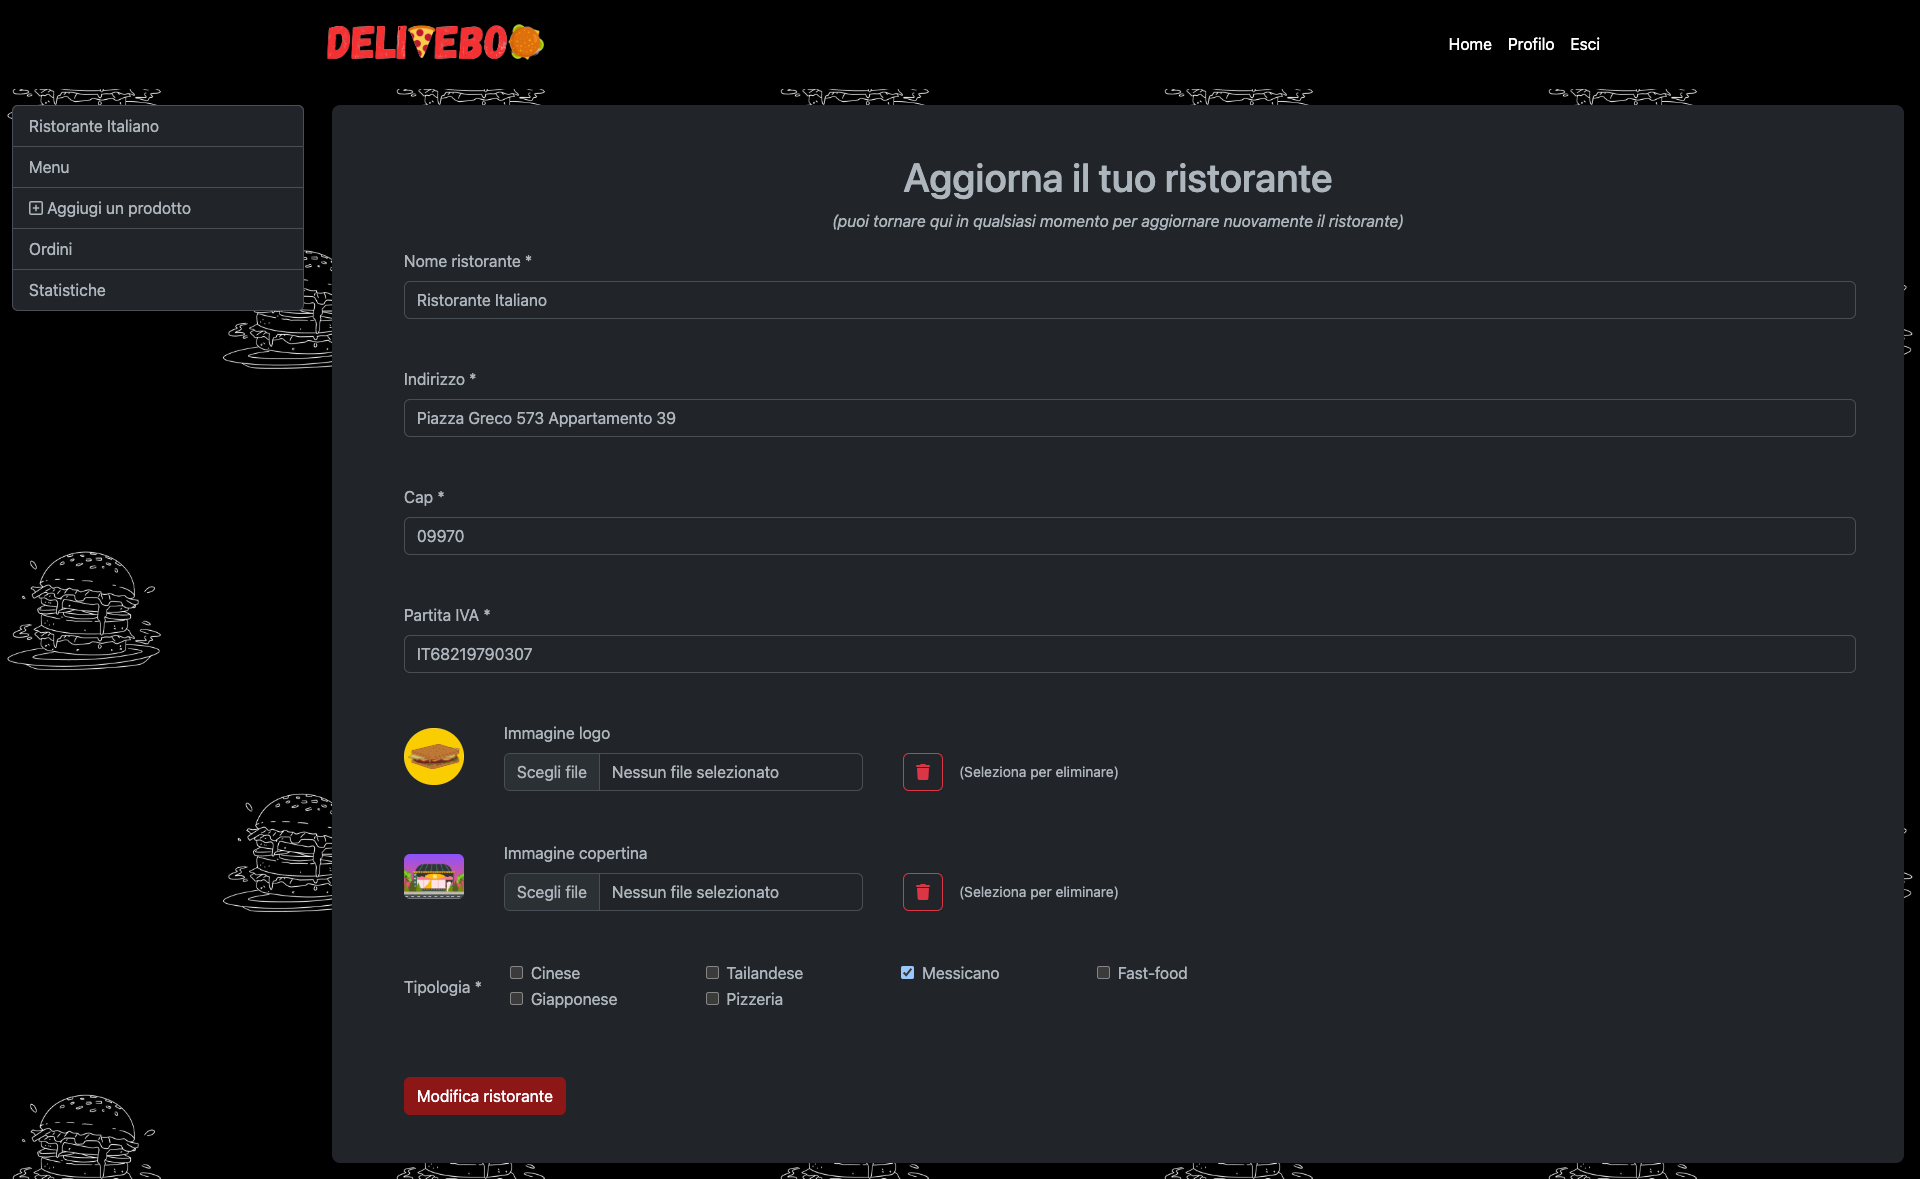 DELIVEBOO
Home Profilo Esci
Ristorante Italiano
Menu
Aggiugi un prodotto
Ordini
Statistiche
Aggiorna il tuo ristorante
(puoi tornare qui in qualsiasi momento per aggiornare nuovamente il ristorante)
Nome ristorante *
Ristorante Italiano
Indirizzo *
Piazza Greco 573 Appartamento 39
Cap *
09970
Partita IVA *
IT68219790307
Immagine logo
Scegli file Nessun file selezionato (Seleziona per eliminare)
Immagine copertina
Scegli file Nessun file selezionato (Seleziona per eliminare)
Tipologia *
Cinese Tailandese Messicano Fast-food
Giapponese Pizzeria
Modifica ristorante